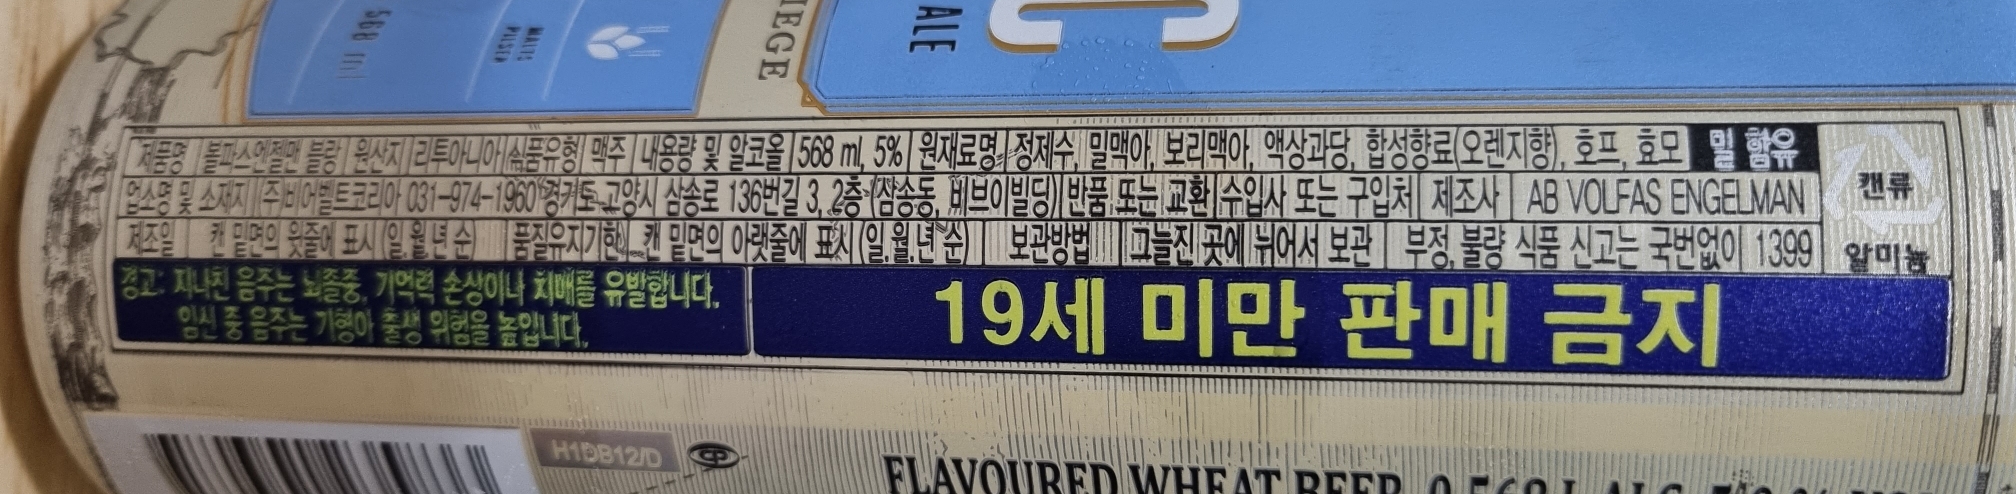 568 ml
MALTS
PILSEN
IEGE
ALE
C
제품명 볼파스엔젤맨 블랑 원산지 리투아니아 식품유형 맥주 내용량 및 알코올 568 ml, 5% 원재료명 정제수, 밀맥아, 보리맥아, 액상과당, 합성향료(오렌지향), 호프, 효모 밀 함유
업소명 및 소재지 (주)비어벨트코리아 031-974-1960 경기도 고양시 삼송로 136번길 3, 2층 (삼송동, 비브이빌딩) 반품 또는 교환 수입사 또는 구입처 제조사 AB VOLFAS ENGELMAN
제조일 캔 밑면의 윗줄에 표시 (일.월.년 순) 품질유지기한 캔 밑면의 아랫줄에 표시 (일.월.년 순) 보관방법 그늘진 곳에 뉘어서 보관 부정, 불량 식품 신고는 국번없이 1399
캔류
알미늄
경고: 지나친 음주는 뇌졸중, 기억력 손상이나 치매를 유발합니다.
임신 중 음주는 기형아 출생 위험을 높입니다.
19세 미만 판매 금지
H1DB12/D
FLAVOURED WHEAT BEER 0,568 L ALC.